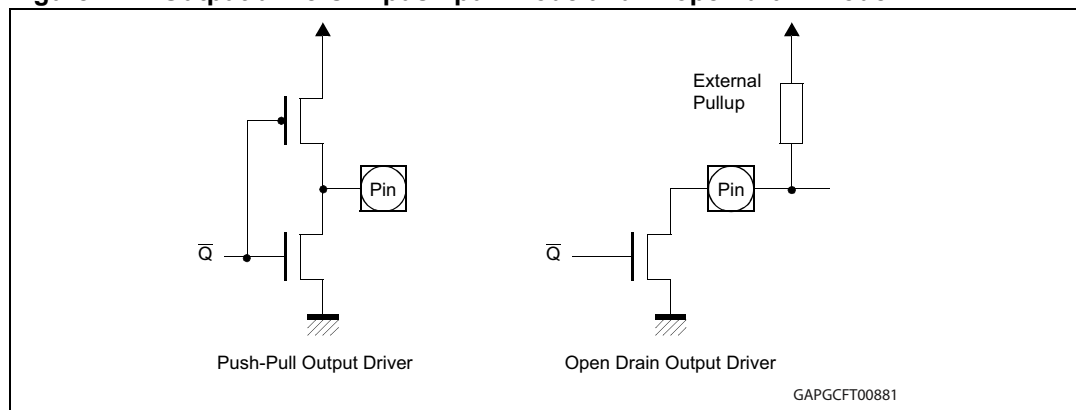 External
Pullup
Pin
Pin
Q
Q
Push-Pull Output Driver
Open Drain Output Driver
GAPGCFT00881